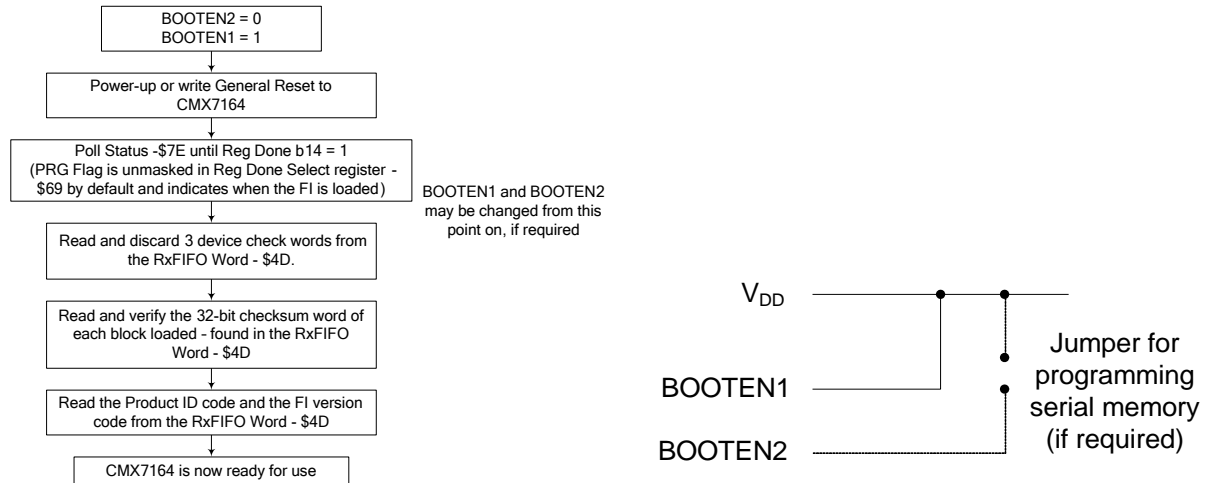 BOOTEN2 = 0
BOOTEN1 = 1
Power-up or write General Reset to
CMX7164
Poll Status -$7E until Reg Done b14 = 1
(PRG Flag is unmasked in Reg Done Select register -
$69 by default and indicates when the FI is loaded)
BOOTEN1 and BOOTEN2
may be changed from this
point on, if required
Read and discard 3 device check words from
the RxFIFO Word - $4D.
Read and verify the 32-bit checksum word of
each block loaded - found in the RxFIFO
Word - $4D
Read the Product ID code and the FI version
code from the RxFIFO Word - $4D
CMX7164 is now ready for use
VDD
BOOTEN1
BOOTEN2
Jumper for
programming
serial memory
(if required)